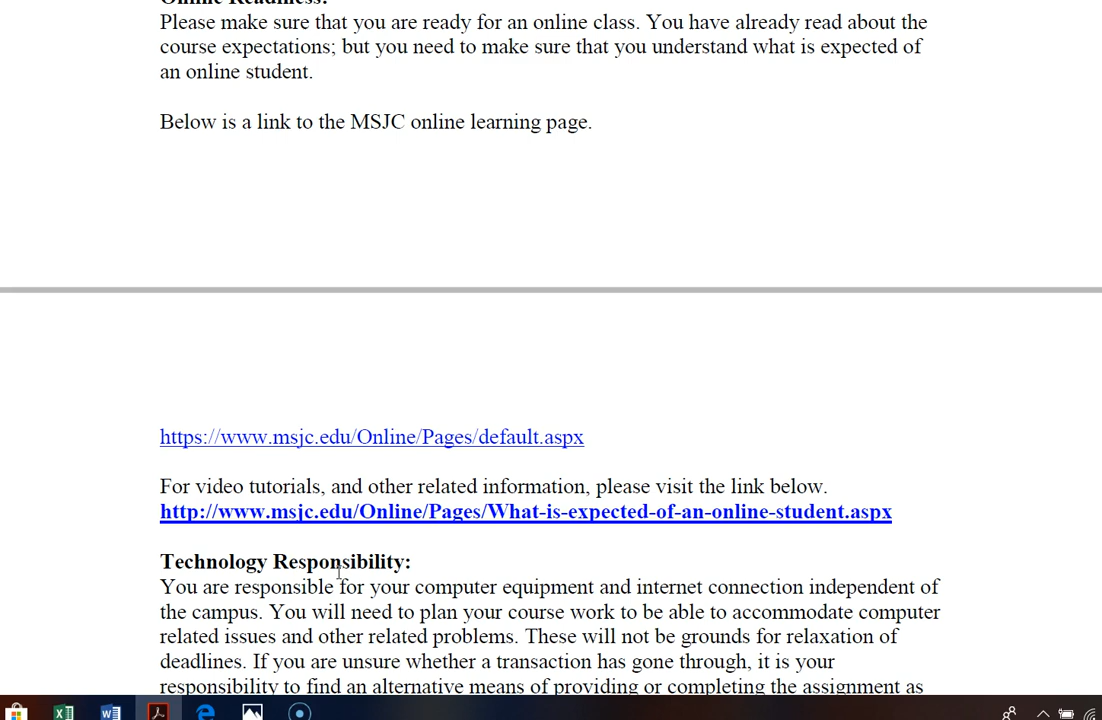 Online Readiness:
Please make sure that you are ready for an online class. You have already read about the
course expectations; but you need to make sure that you understand what is expected of
an online student.
Below is a link to the MSJC online learning page.
https://www.msjc.edu/Online/Pages/default.aspx
For video tutorials, and other related information, please visit the link below.
http://www.msjc.edu/Online/Pages/What-is-expected-of-an-online-student.aspx
Technology Responsibility:
You are responsible for your computer equipment and internet connection independent of
the campus. You will need to plan your course work to be able to accommodate computer
related issues and other related problems. These will not be grounds for relaxation of
deadlines. If you are unsure whether a transaction has gone through, it is your
responsibility to find an alternative means of providing or completing the assignment as